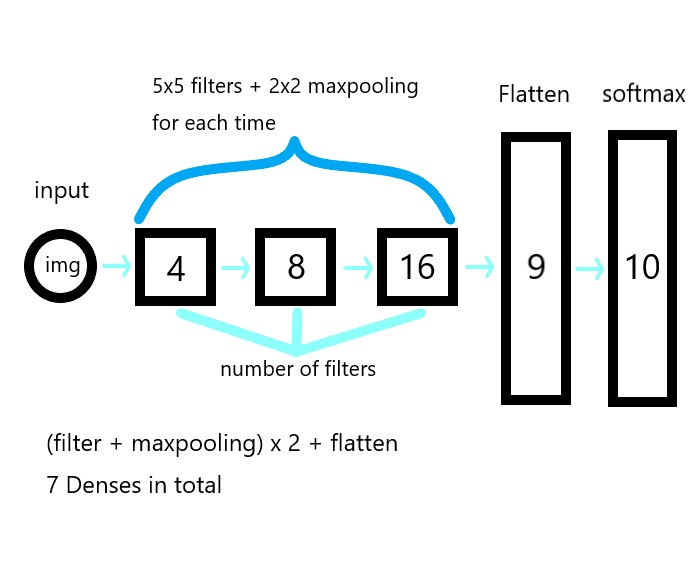 5x5 filters + 2x2 maxpooling
for each time
Flatten
softmax
input
img
4
8
16
9
10
number of filters
(filter + maxpooling) x 2 + flatten
7 Denses in total